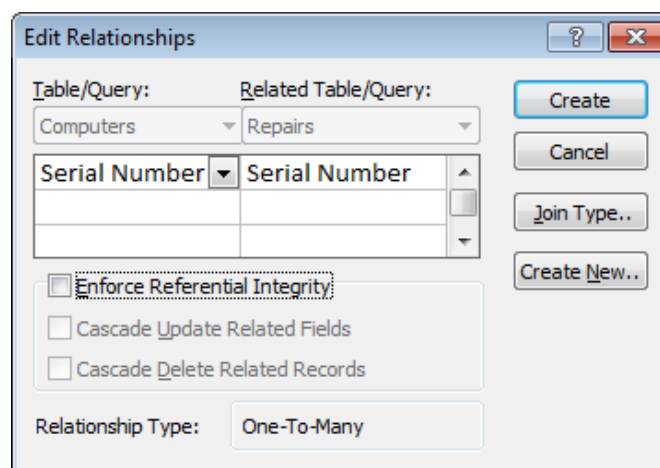 Edit Relationships
Table/Query: Related Table/Query:
Computers Repairs
Serial Number Serial Number
Enforce Referential Integrity
Cascade Update Related Fields
Cascade Delete Related Records
Relationship Type: One-To-Many
?
Create
Cancel
Join Type..
Create New..